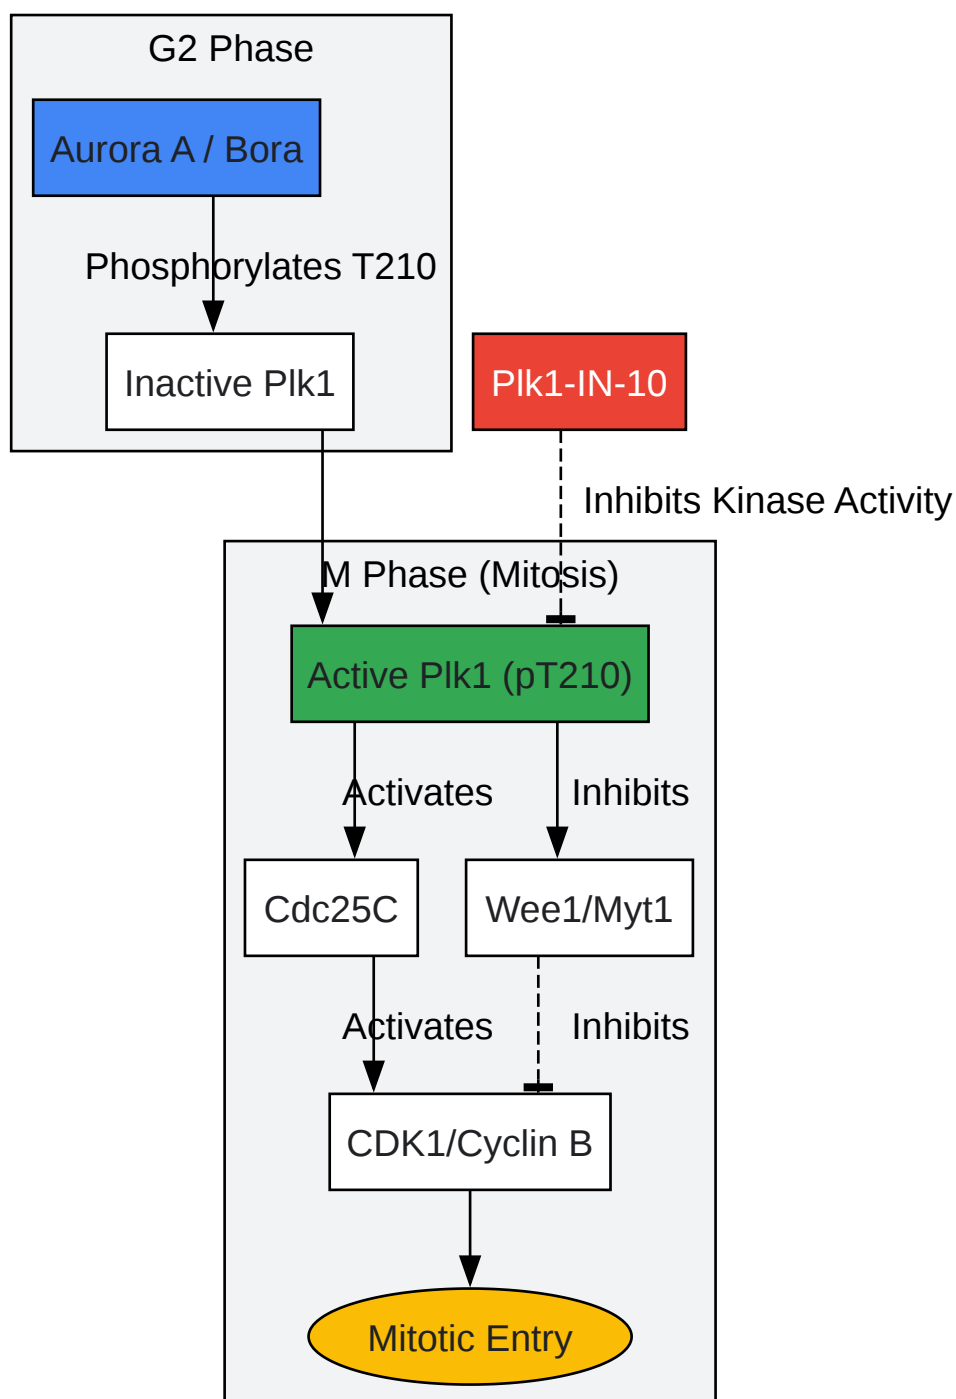 G2 Phase
Aurora A / Bora
Phosphorylates T210
Inactive Plk1
Plk1-IN-10
Inhibits Kinase Activity
M Phase (Mitosis)
Active Plk1 (pT210)
Activates
Inhibits
Cdc25C
Wee1/Myt1
Activates
Inhibits
CDK1/Cyclin B
Mitotic Entry